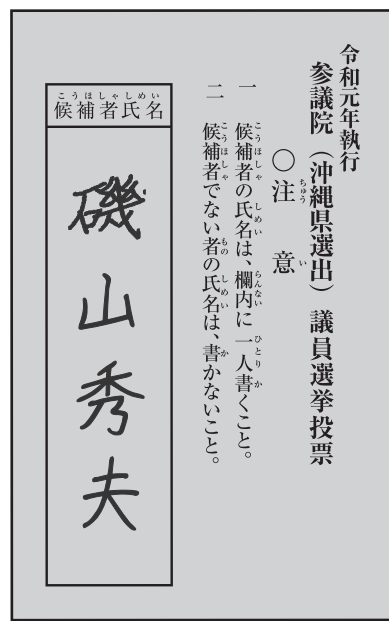 令和元年執行
参議院（沖縄県選出）議員選挙投票
〇注意
一　候補者の氏名は、欄内に一人書くこと。
二　候補者でない者の氏名は、書かないこと。
候補者氏名
磯山秀夫